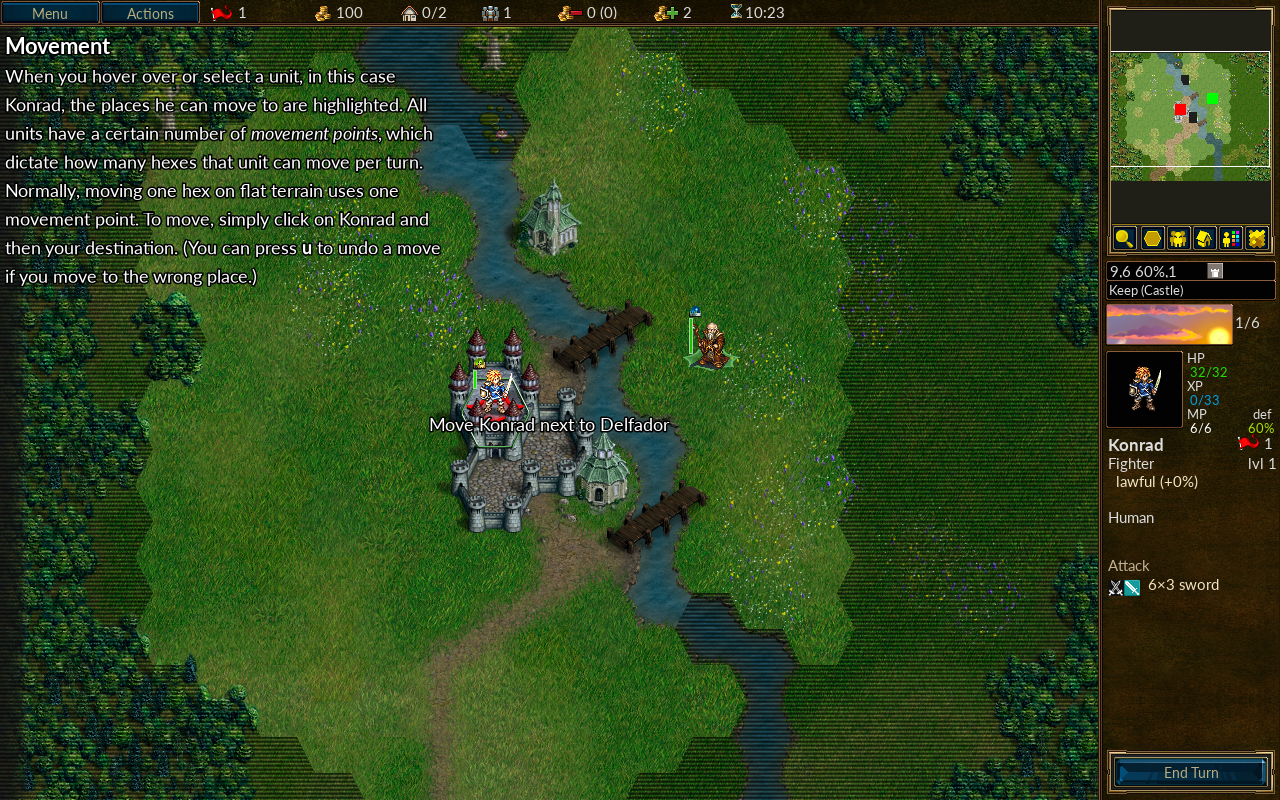 Menu
Actions
1
100
0/2
1
0 (0)
2
10:23
Movement
When you hover over or select a unit, in this case
Konrad, the places he can move to are highlighted. All
units have a certain number of movement points, which
dictate how many hexes that unit can move per turn.
Normally, moving one hex on flat terrain uses one
movement point. To move, simply click on Konrad and
then your destination. (You can press u to undo a move
if you move to the wrong place.)
Move Konrad next to Delfador
9,6 60%,1
Keep (Castle)
1/6
HP
32/32
XP
0/33
MP
def
6/6
60%
Konrad
1
Fighter
lvl 1
lawful (+0%)
Human
Attack
6×3 sword
End Turn